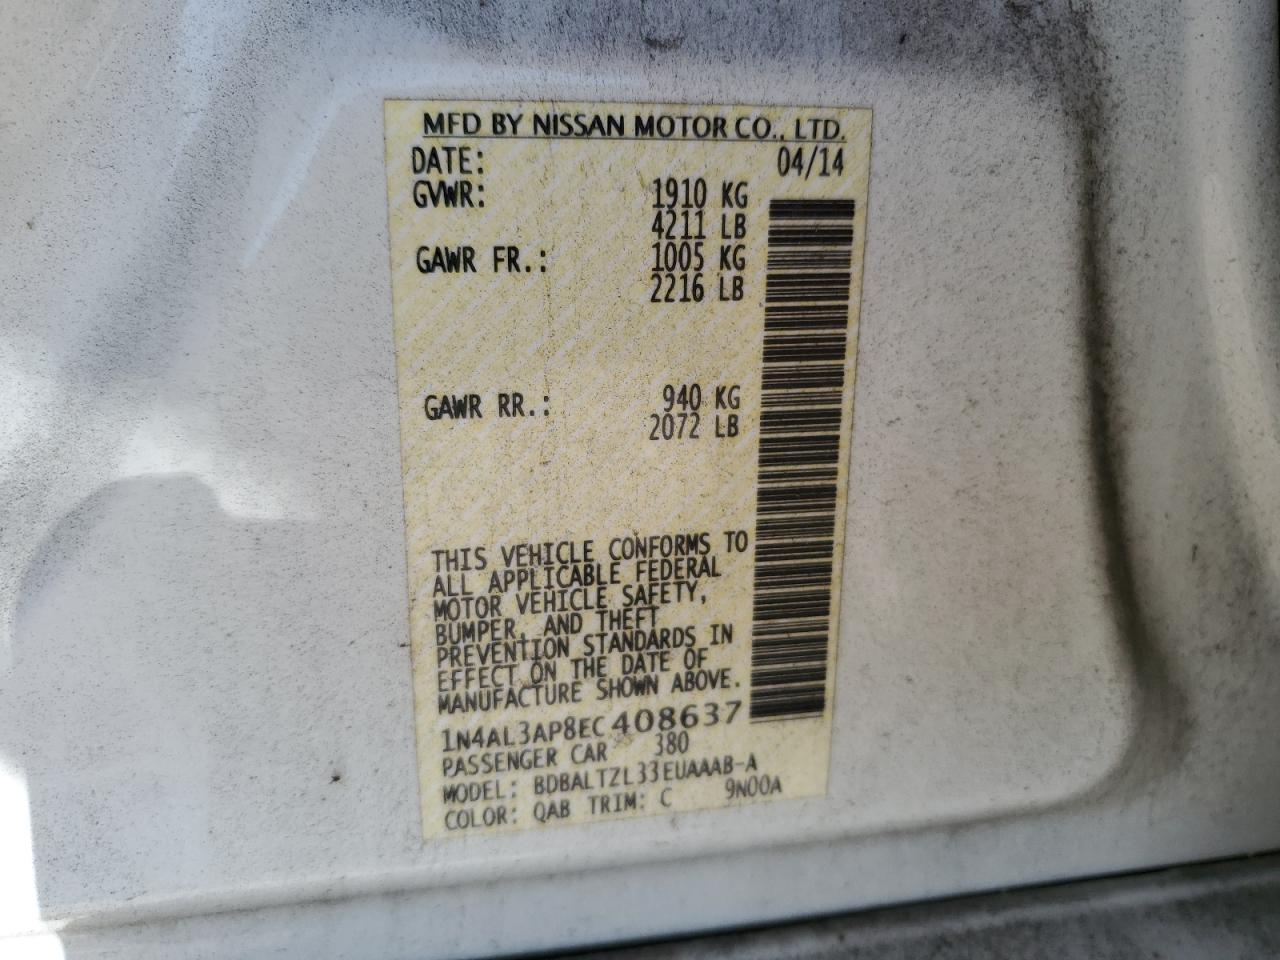 MFD BY NISSAN MOTOR CO., LTD.
DATE: 04/14
GVWR: 1910 KG
4211 LB
GAWR FR.: 1005 KG
2216 LB
GAWR RR.: 940 KG
2072 LB
THIS VEHICLE CONFORMS TO
ALL APPLICABLE FEDERAL
MOTOR VEHICLE SAFETY,
BUMPER, AND THEFT
PREVENTION STANDARDS IN
EFFECT ON THE DATE OF
MANUFACTURE SHOWN ABOVE.
1N4AL3AP8EC408637
PASSENGER CAR 380
MODEL: BDBALTZL33EUAAAB-A
COLOR: QAB TRIM: C 9N00A